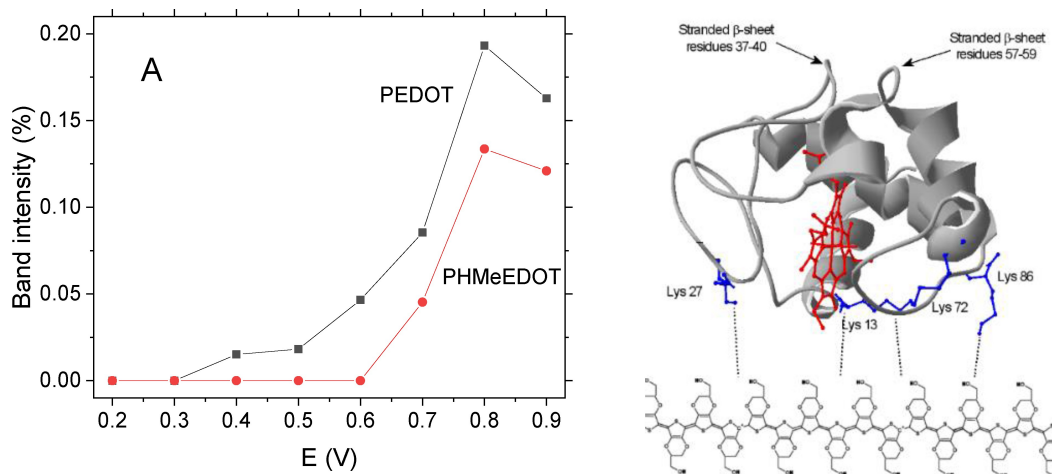 A
PEDOT
PHMeEDOT
Band intensity (%)
0.20
0.15
0.10
0.05
0.00
0.2 0.3 0.4 0.5 0.6 0.7 0.8 0.9
E (V)
Stranded β-sheet
residues 37-40
Stranded β-sheet
residues 57-59
Lys 27
Lys 13
Lys 72
Lys 86